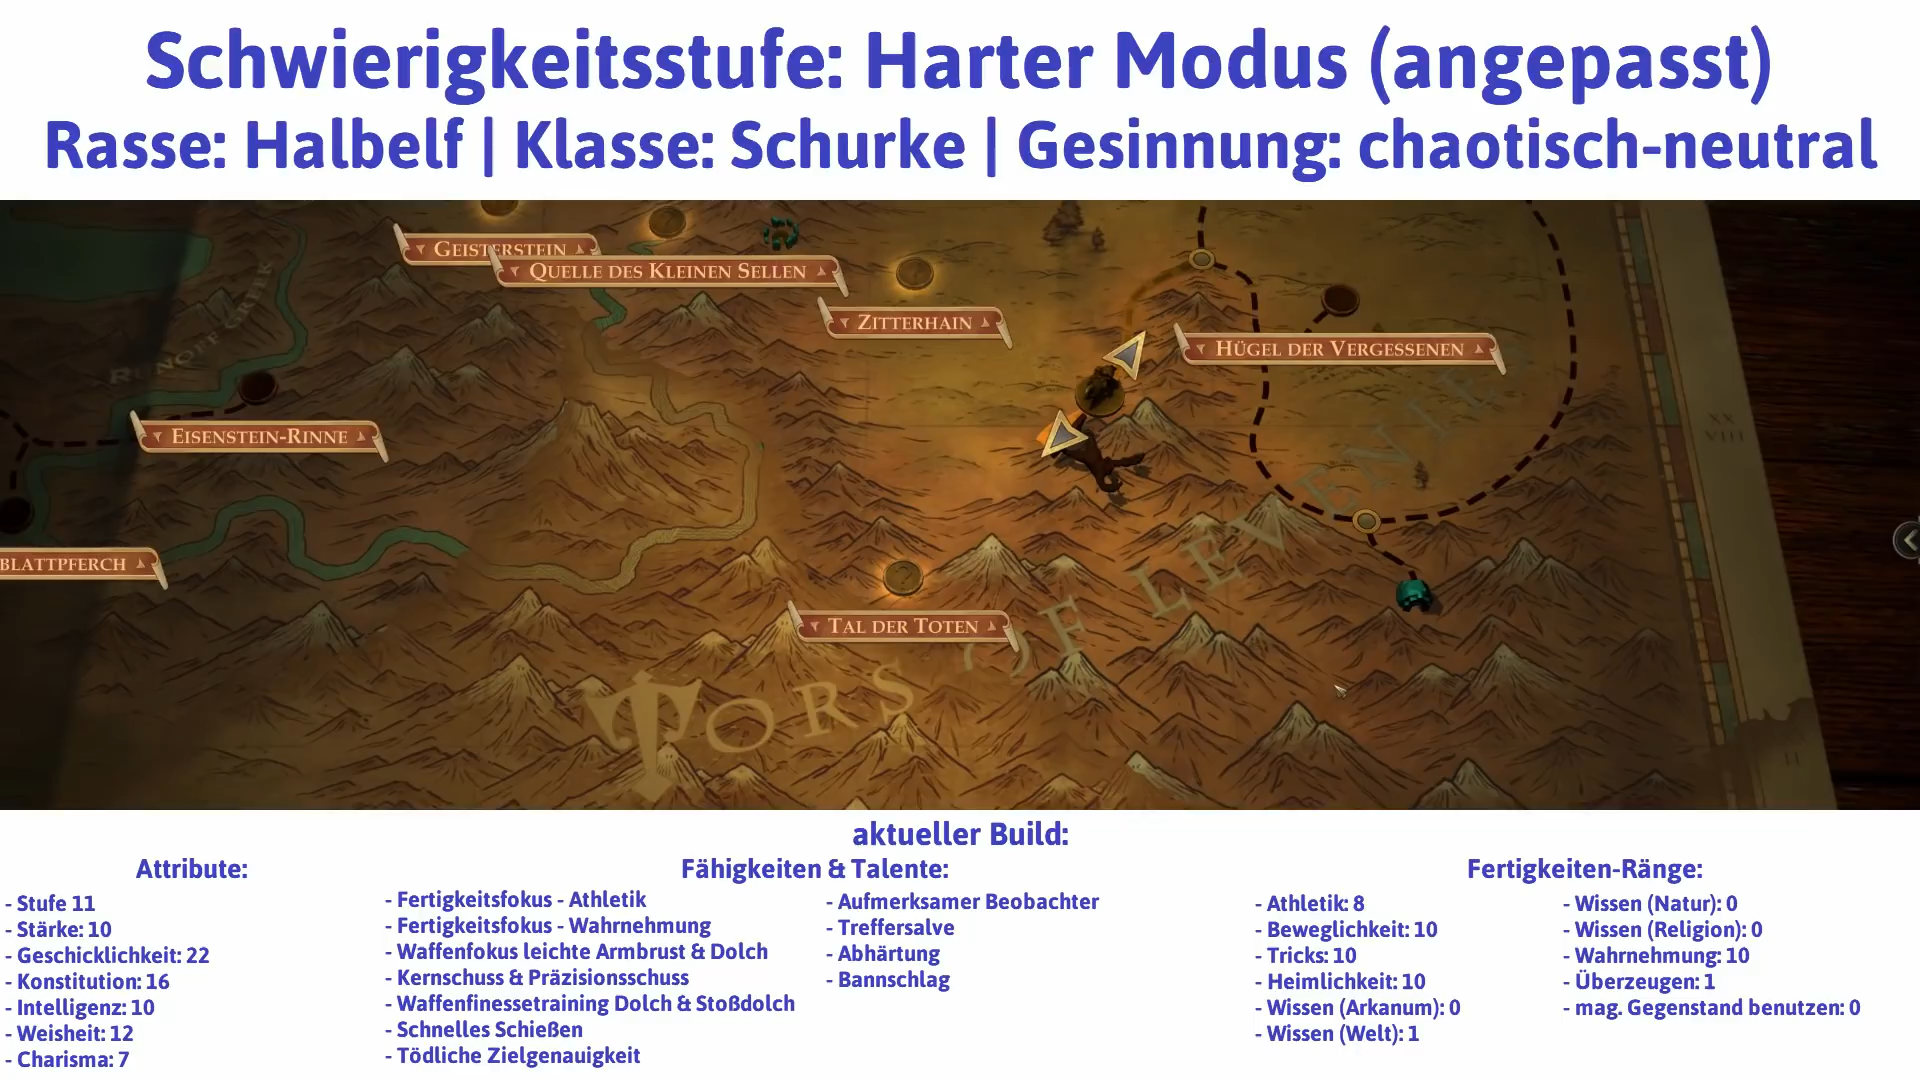 Schwierigkeitsstufe: Harter Modus (angepasst)
Rasse: Halbelf | Klasse: Schurke | Gesinnung: chaotisch-neutral
GEISTERSTEIN
QUELLE DES KLEINEN SELLEN
ZITTERHAIN
HÜGEL DER VERGESSENEN
RUNOFF CREEK
EISENSTEIN-RINNE
XX
VIII
BLATTPFERCH
TAL DER TOTEN
TORS OF LEVENIES
II
aktueller Build:
Attribute:
- Stufe 11
- Stärke: 10
- Geschicklichkeit: 22
- Konstitution: 16
- Intelligenz: 10
- Weisheit: 12
- Charisma: 7
Fähigkeiten & Talente:
- Fertigkeitsfokus - Athletik
- Fertigkeitsfokus - Wahrnehmung
- Waffenfokus leichte Armbrust & Dolch
- Kernschuss & Präzisionsschuss
- Waffenfinessetraining Dolch & Stoßdolch
- Schnelles Schießen
- Tödliche Zielgenauigkeit
- Aufmerksamer Beobachter
- Treffersalve
- Abhärtung
- Bannschlag
Fertigkeiten-Ränge:
- Athletik: 8
- Beweglichkeit: 10
- Tricks: 10
- Heimlichkeit: 10
- Wissen (Arkanum): 0
- Wissen (Welt): 1
- Wissen (Natur): 0
- Wissen (Religion): 0
- Wahrnehmung: 10
- Überzeugen: 1
- mag. Gegenstand benutzen: 0